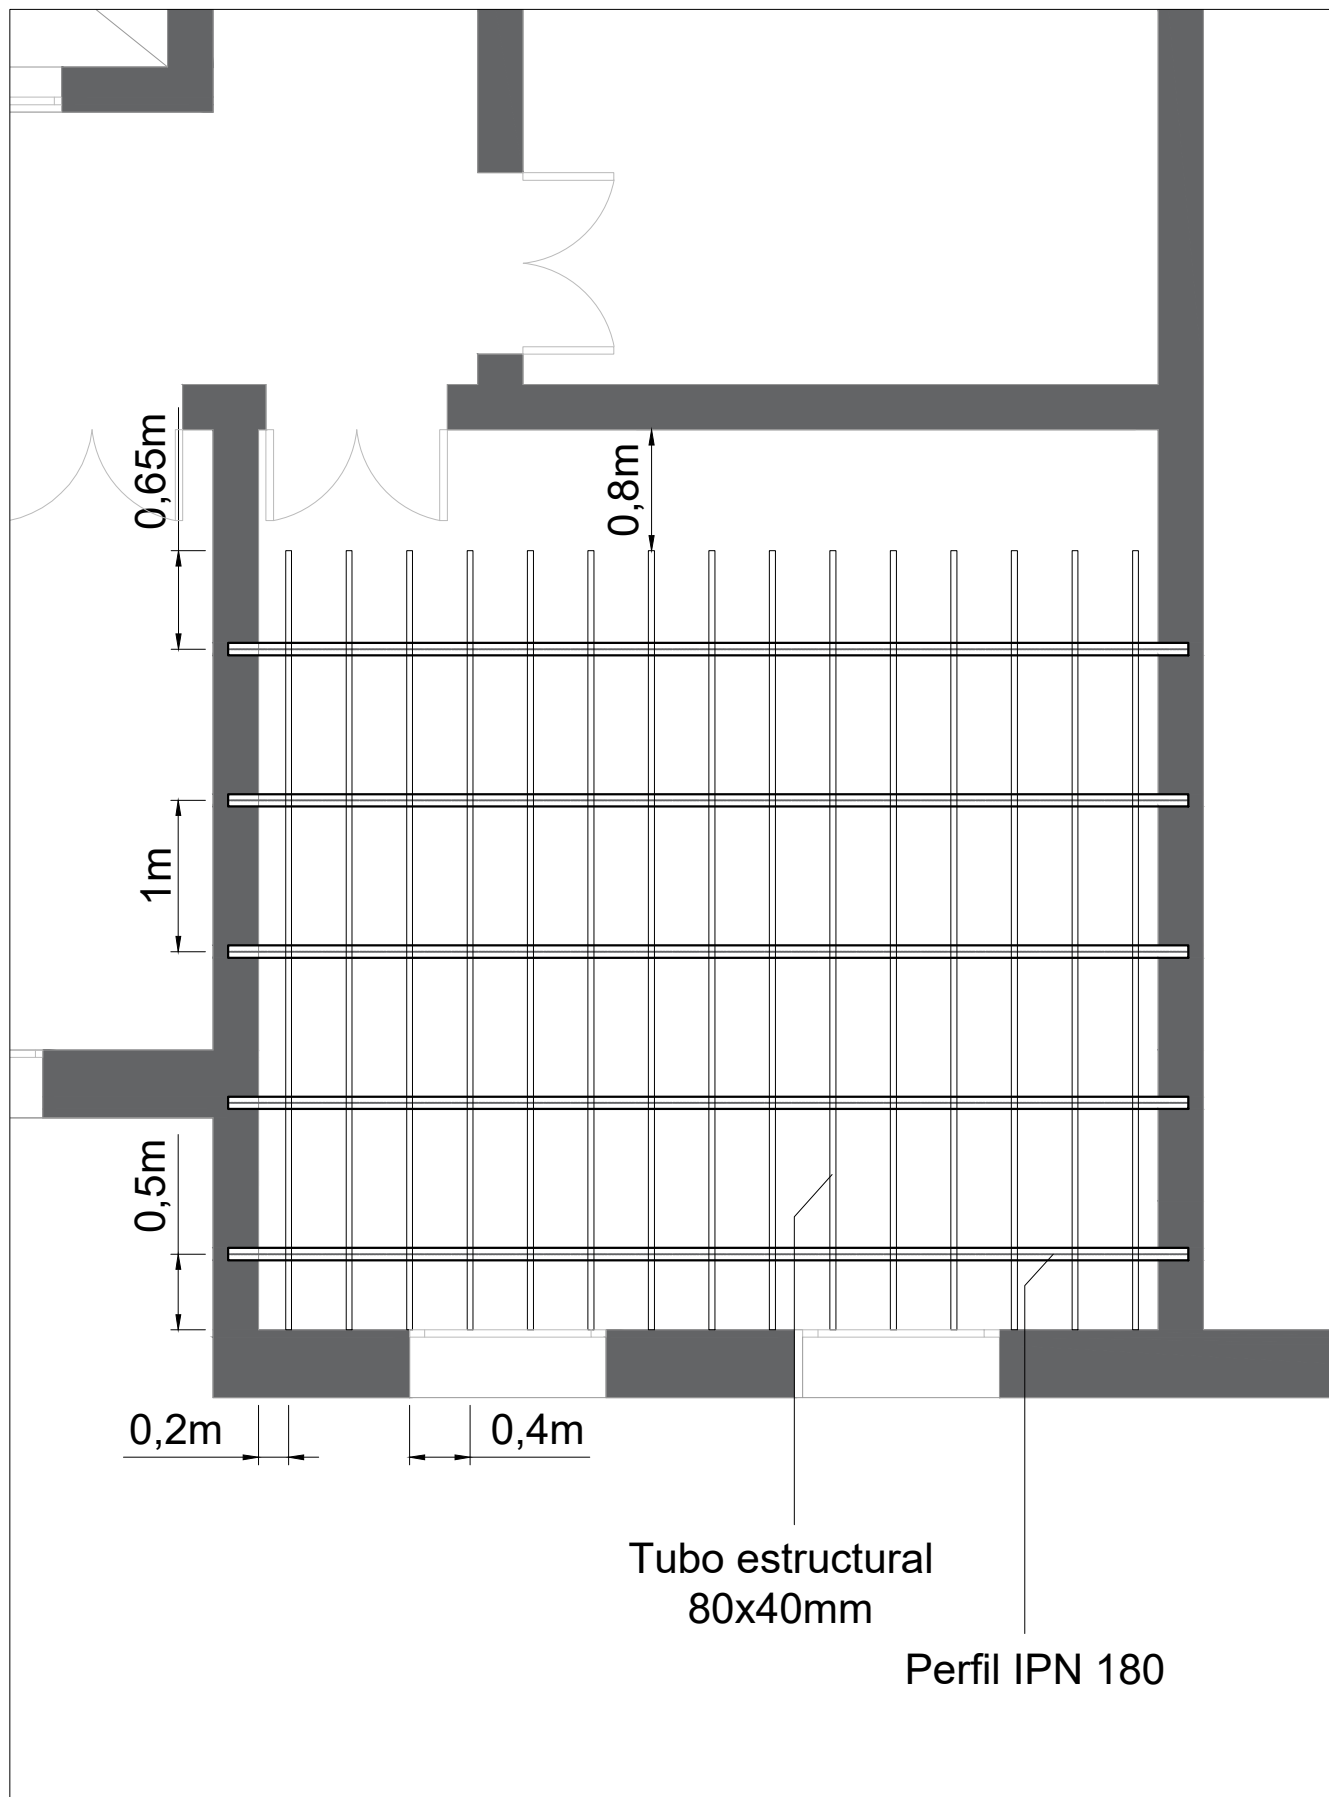 0,65m
0,8m
1m
0,5m
0,2m
0,4m
Tubo estructural
80x40mm
Perfil IPN 180